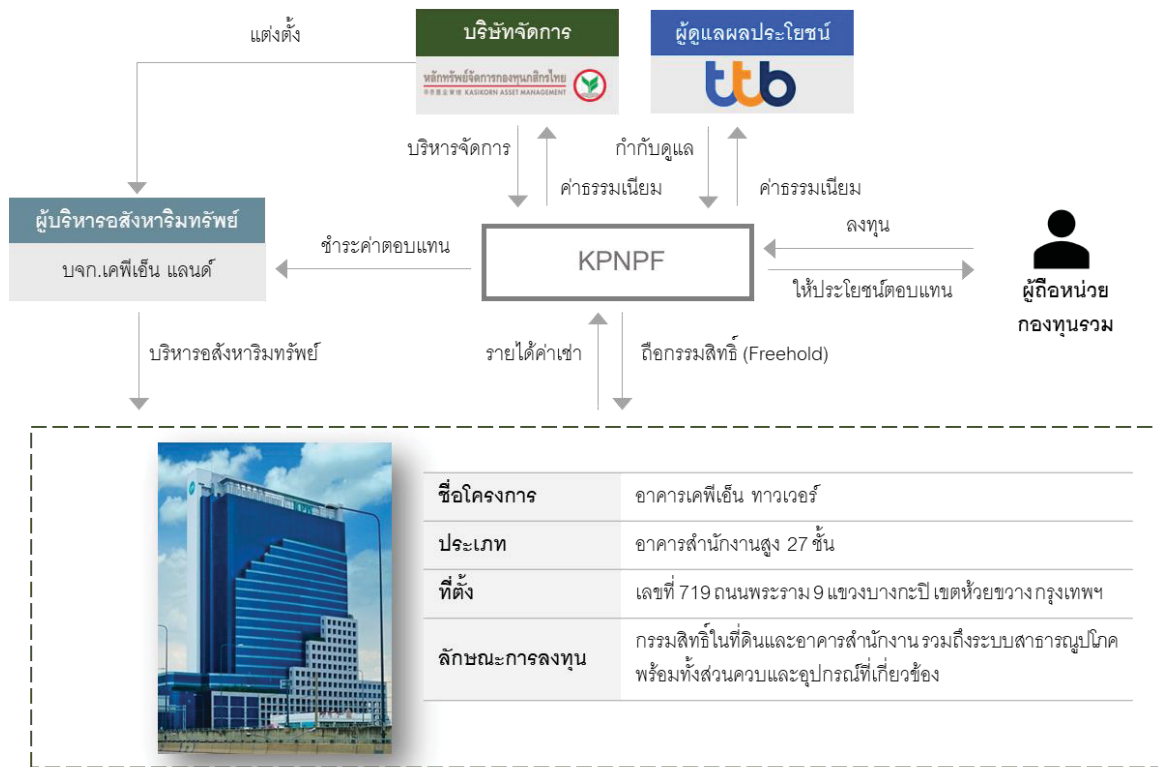 แต่งตั้ง
บริษัทจัดการ
หลักทรัพย์จัดการกองทุนกสิกรไทย
KASIKORN ASSET MANAGEMENT
ผู้ดูแลผลประโยชน์
ttb
บริหารจัดการ
ค่าธรรมเนียม
กำกับดูแล
ค่าธรรมเนียม
ผู้บริหารอสังหาริมทรัพย์
บจก.เคพีเอ็น แลนด์
ชำระค่าตอบแทน
KPNPF
ลงทุน
ให้ประโยชน์ตอบแทน
ผู้ถือหน่วย
กองทุนรวม
บริหารอสังหาริมทรัพย์
รายได้ค่าเช่า
ถือกรรมสิทธิ์ (Freehold)
ชื่อโครงการ อาคารเคพีเอ็น ทาวเวอร์
ประเภท อาคารสำนักงานสูง 27 ชั้น
ที่ตั้ง เลขที่ 719 ถนนพระราม 9 แขวงบางกะปิ เขตห้วยขวาง กรุงเทพฯ
ลักษณะการลงทุน กรรมสิทธิ์ในที่ดินและอาคารสำนักงาน รวมถึงระบบสาธารณูปโภค
พร้อมทั้งส่วนควบและอุปกรณ์ที่เกี่ยวข้อง